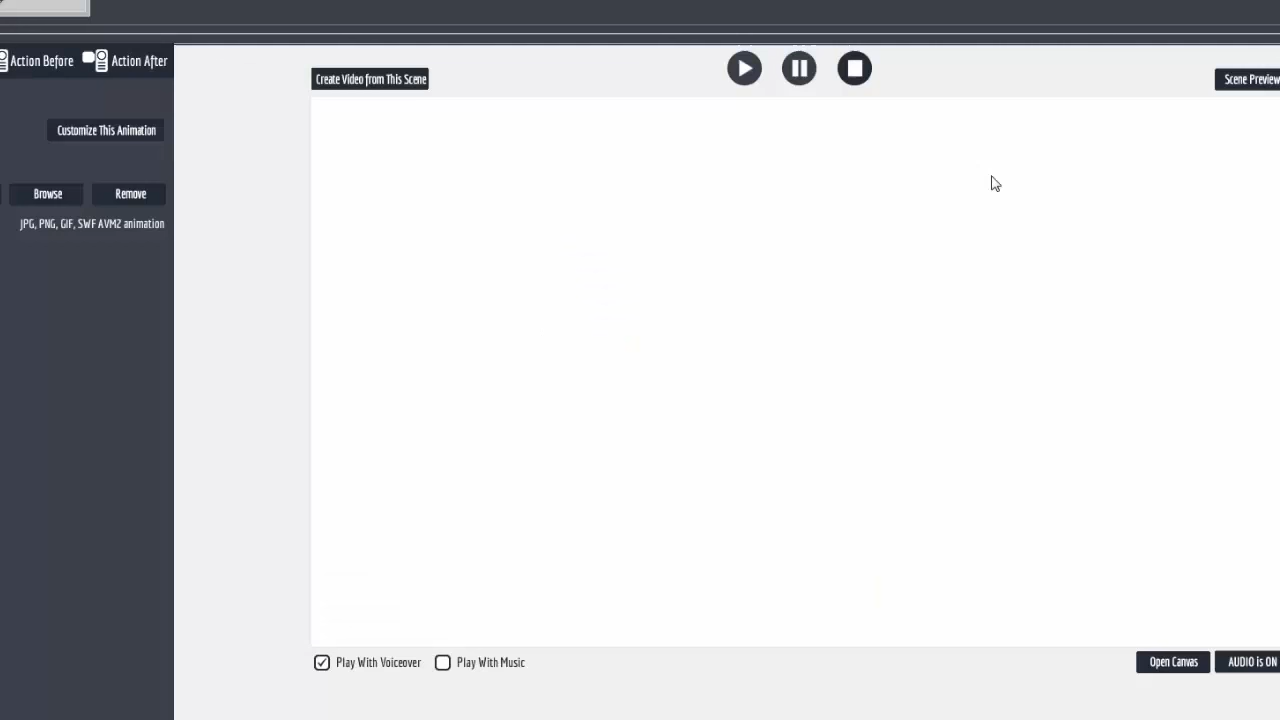 Action Before
Action After
Create Video from This Scene
Scene Preview
Customize This Animation
Browse
Remove
JPG, PNG, GIF, SWF AVM2 animation
Play With Voiceover
Play With Music
Open Canvas
AUDIO is ON